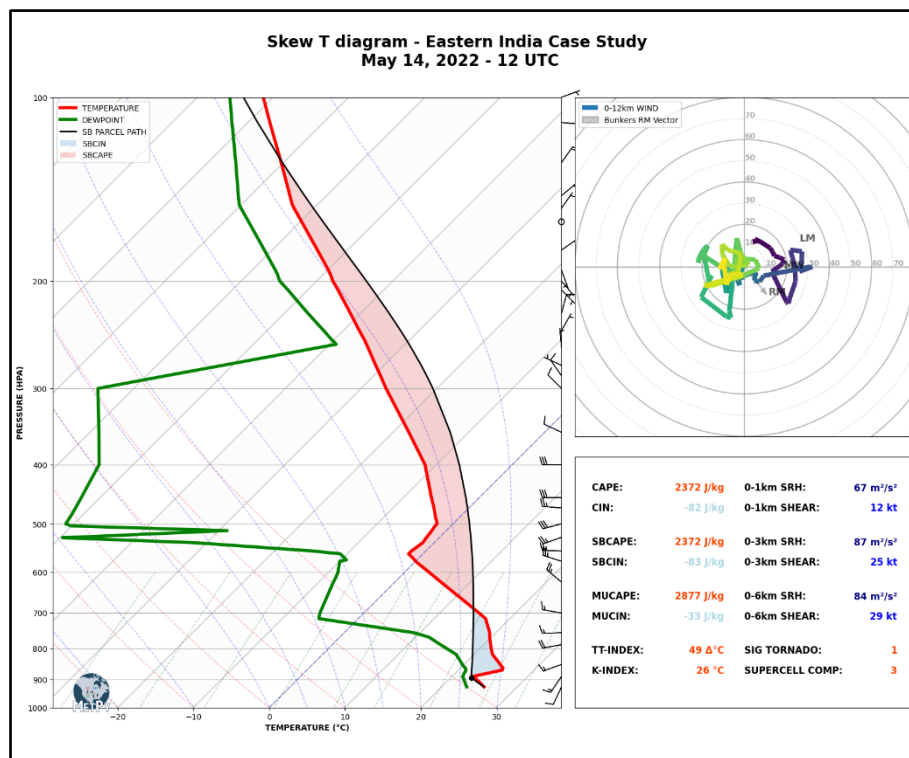 Skew T diagram - Eastern India Case Study
May 14, 2022 - 12 UTC
TEMPERATURE
DEWPOINT
SB PARCEL PATH
SBCIN
SBCAPE
100
200
300
400
500
600
700
800
900
1000
PRESSURE (HPA)
−20
−10
0
10
20
30
TEMPERATURE (°C)
MetPy
0-12km WIND
Bunkers RM Vector
70
60
50
40
30
20
10
10 20 30 40 50 60 70
LM
MW
RM
CAPE: 2372 J/kg 0-1km SRH: 67 m²/s²
CIN: -82 J/kg 0-1km SHEAR: 12 kt
SBCAPE: 2372 J/kg 0-3km SRH: 87 m²/s²
SBCIN: -83 J/kg 0-3km SHEAR: 25 kt
MUCAPE: 2877 J/kg 0-6km SRH: 84 m²/s²
MUCIN: -33 J/kg 0-6km SHEAR: 29 kt
TT-INDEX: 49 Δ°C SIG TORNADO: 1
K-INDEX: 26 °C SUPERCELL COMP: 3